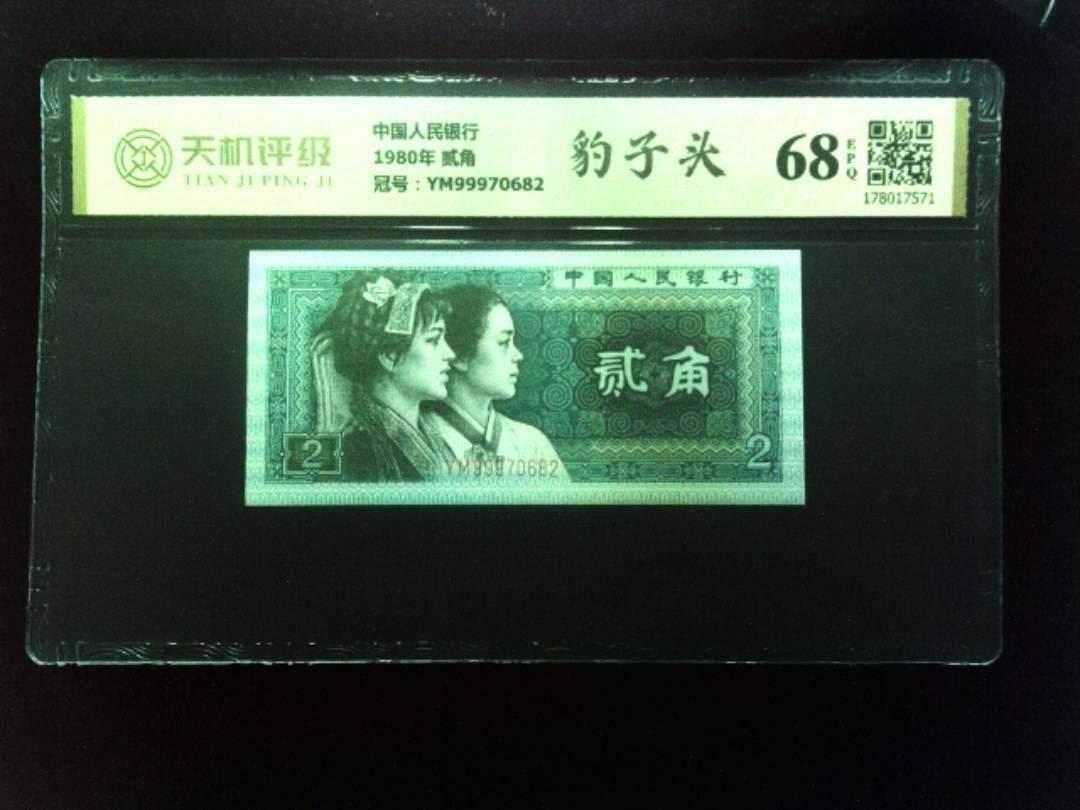 天机评级
TIAN JI PING JI
中国人民银行
1980年 贰角
冠号：YM99970682
豹子头
68
EPQ
178017571
中国人民银行
贰角
2
2
YM99970682